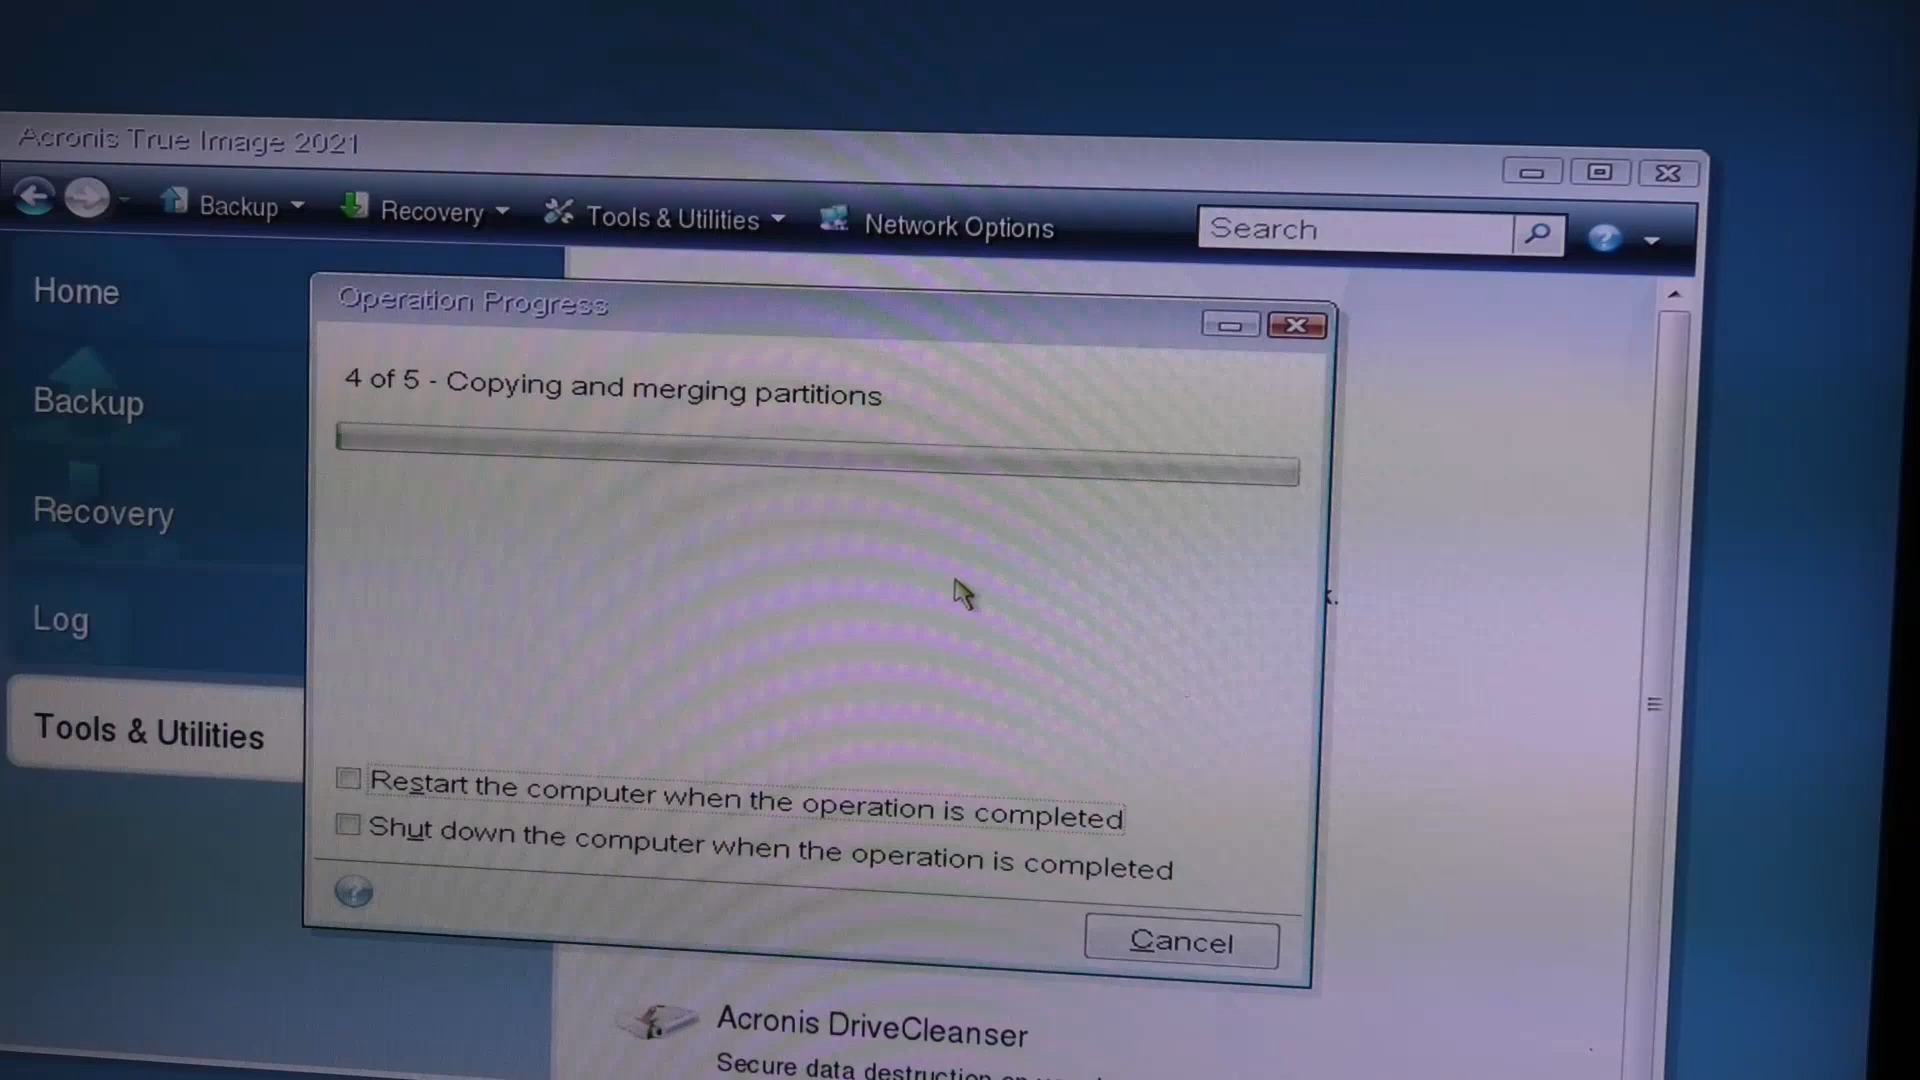 Acronis True Image 2021
Backup
Recovery
Tools & Utilities
Network Options
Search
Home
Backup
Recovery
Log
Tools & Utilities
Operation Progress
4 of 5 - Copying and merging partitions
Restart the computer when the operation is completed
Shut down the computer when the operation is completed
Cancel
Acronis DriveCleanser
Secure data destruction